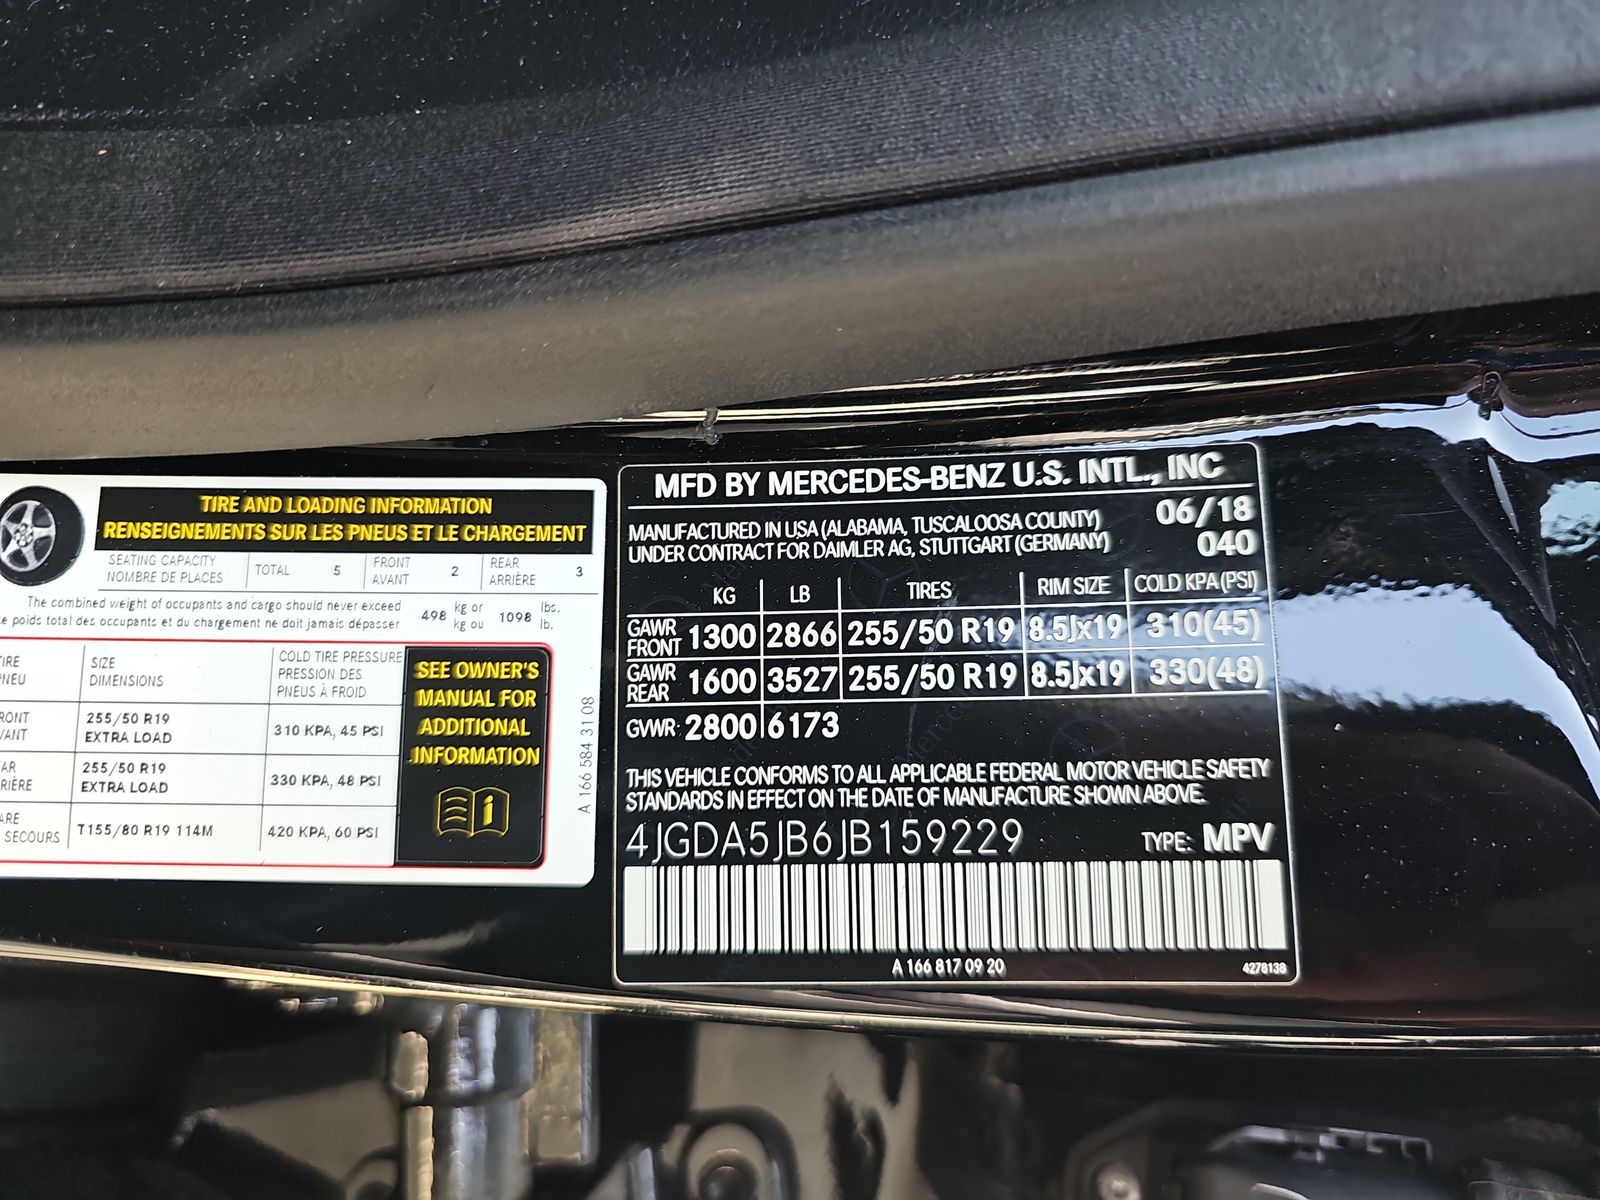 TIRE AND LOADING INFORMATION
RENSEIGNEMENTS SUR LES PNEUS ET LE CHARGEMENT
SEATING CAPACITY
NOMBRE DE PLACES
TOTAL 5
FRONT
AVANT
2
REAR
ARRIÈRE
3
The combined weight of occupants and cargo should never exceed
poids total des occupants et du chargement ne doit jamais dépasser
498
kg or
kg ou
1098
lbs.
lb.
SIZE
DIMENSIONS
COLD TIRE PRESSURE
PRESSION DES
PNEUS À FROID
255/50 R19
EXTRA LOAD
310 KPA, 45 PSI
255/50 R19
EXTRA LOAD
330 KPA, 48 PSI
SECOURS
T155/80 R19 114M
420 KPA, 60 PSI
SEE OWNER'S
MANUAL FOR
ADDITIONAL
INFORMATION
i
A 166 584 31 08
MFD BY MERCEDES-BENZ U.S. INTL., INC
MANUFACTURED IN USA (ALABAMA, TUSCALOOSA COUNTY)
UNDER CONTRACT FOR DAIMLER AG, STUTTGART (GERMANY)
06/18
040
KG LB TIRES RIM SIZE COLD KPA (PSI)
GAWR
FRONT
1300 2866 255/50 R19 8.5Jx19 310(45)
GAWR
REAR
1600 3527 255/50 R19 8.5Jx19 330(48)
GVWR: 2800 6173
THIS VEHICLE CONFORMS TO ALL APPLICABLE FEDERAL MOTOR VEHICLE SAFETY
STANDARDS IN EFFECT ON THE DATE OF MANUFACTURE SHOWN ABOVE.
4JGDA5JB6JB159229 TYPE: MPV
A 166 817 09 20
4278138